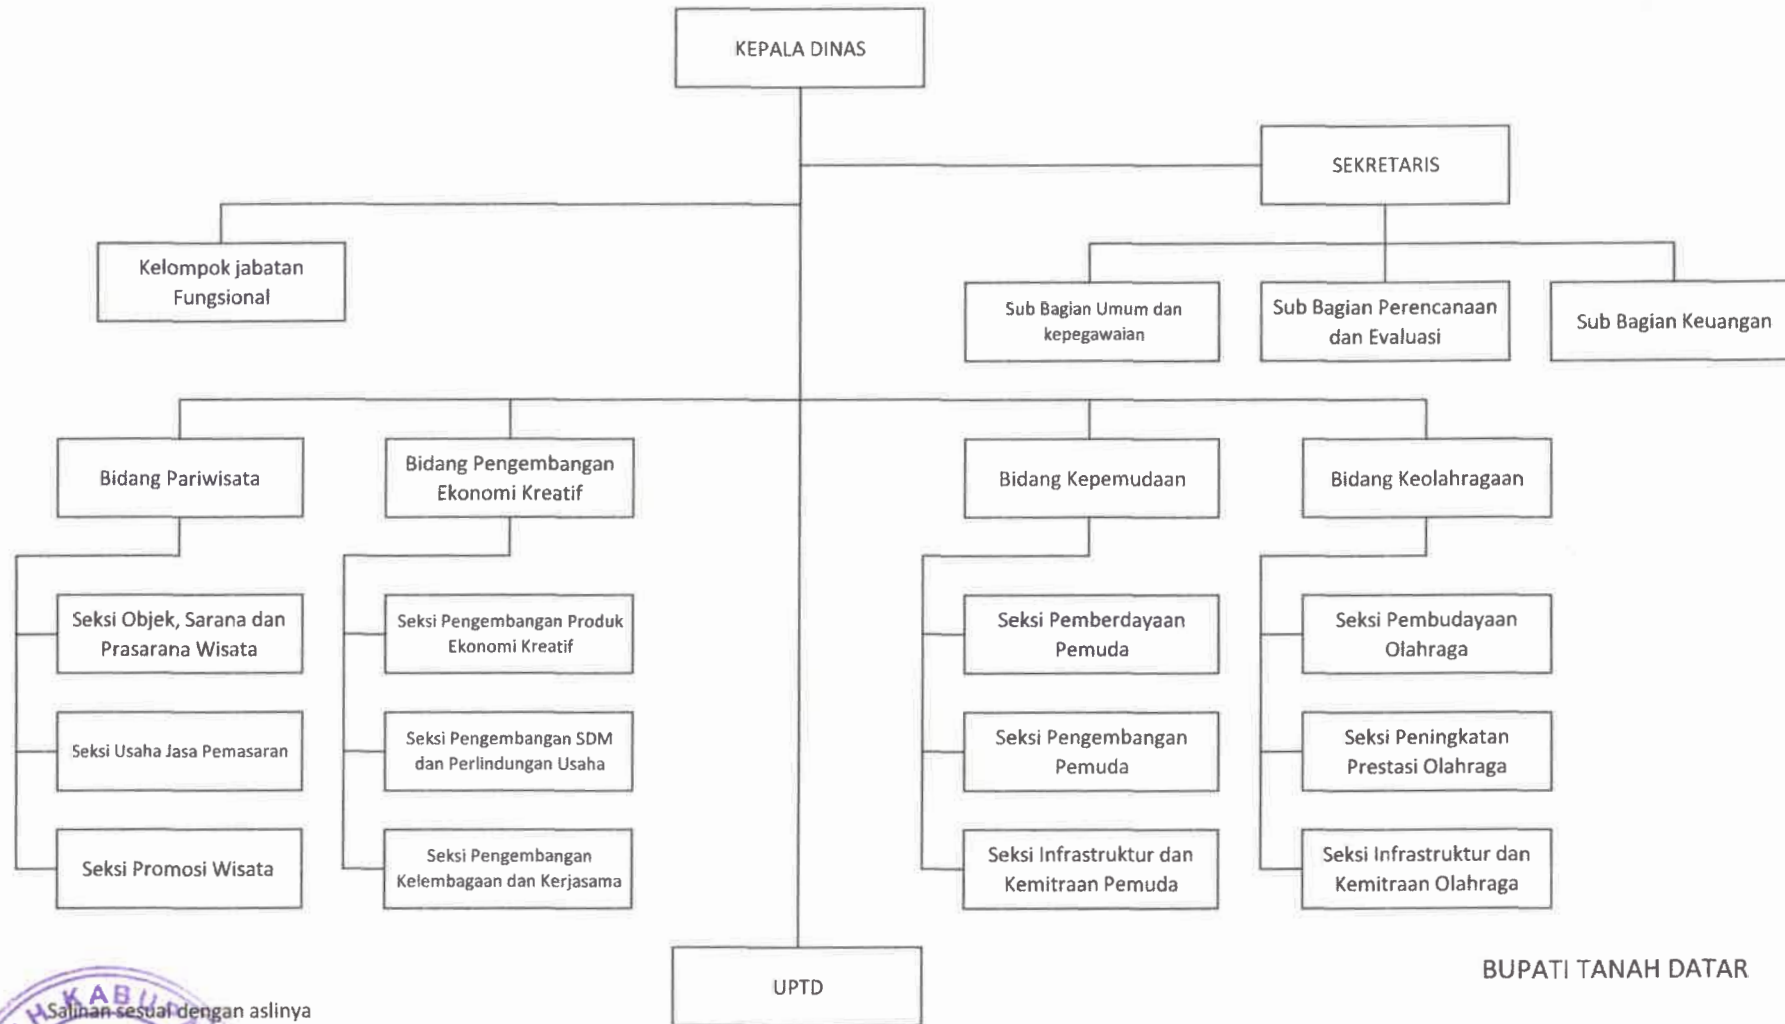 KEPALA DINAS
SEKRETARIS
Kelompok jabatan
Fungsional
Sub Bagian Umum dan
kepegawaian
Sub Bagian Perencanaan
dan Evaluasi
Sub Bagian Keuangan
Bidang Pariwisata
Bidang Pengembangan
Ekonomi Kreatif
Bidang Kepemudaan
Bidang Keolahragaan
Seksi Objek, Sarana dan
Prasarana Wisata
Seksi Pengembangan Produk
Ekonomi Kreatif
Seksi Pemberdayaan
Pemuda
Seksi Pembudayaan
Olahraga
Seksi Usaha Jasa Pemasaran
Seksi Pengembangan SDM
dan Perlindungan Usaha
Seksi Pengembangan
Pemuda
Seksi Peningkatan
Prestasi Olahraga
Seksi Promosi Wisata
Seksi Pengembangan
Kelembagaan dan Kerjasama
Seksi Infrastruktur dan
Kemitraan Pemuda
Seksi Infrastruktur dan
Kemitraan Olahraga
UPTD
BUPATI TANAH DATAR
Salinan sesuai dengan aslinya